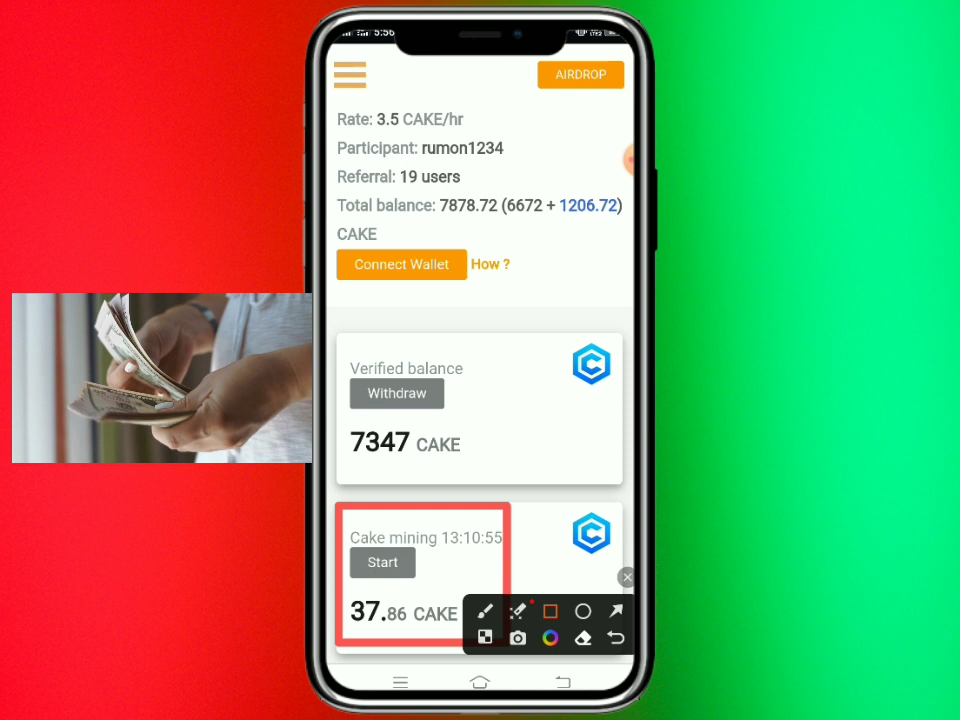 5:56
AIRDROP
Rate: 3.5 CAKE/hr
Participant: rumon1234
Referral: 19 users
Total balance: 7878.72 (6672 + 1206.72)
CAKE
Connect Wallet How ?
Verified balance
Withdraw
7347 CAKE
Cake mining 13:10:55
Start
37.86 CAKE